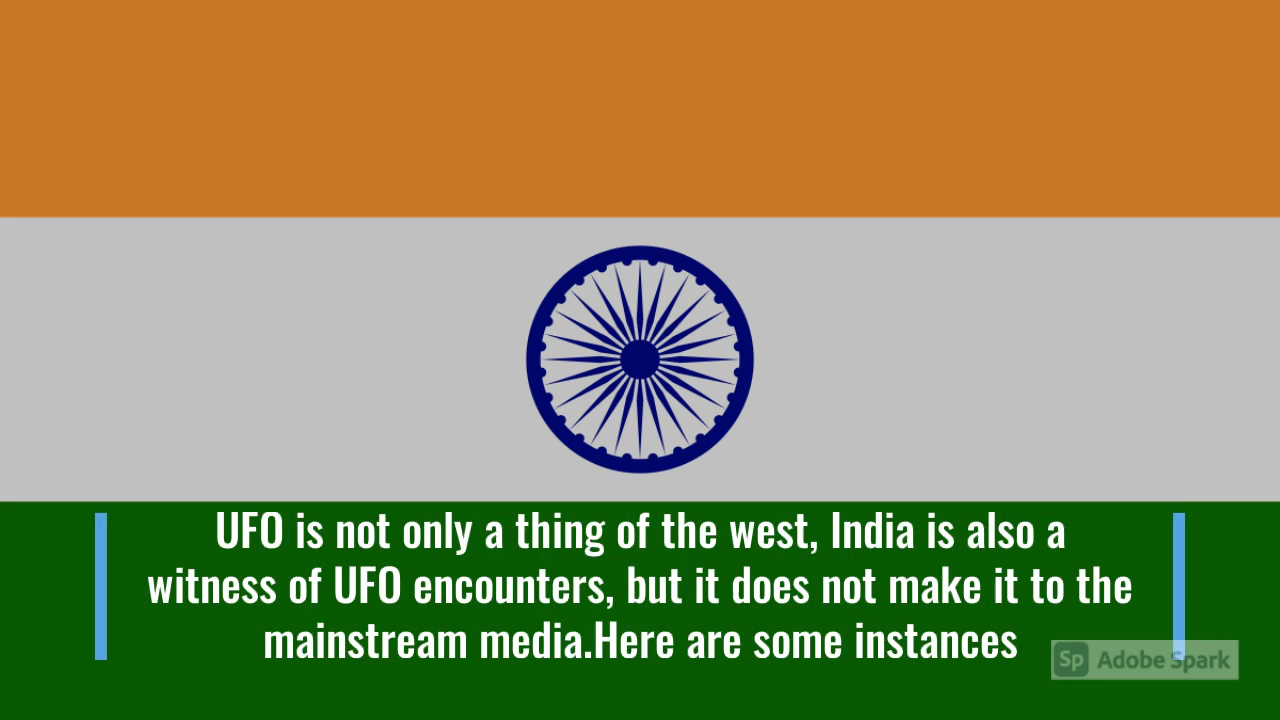 UFO is not only a thing of the west, India is also a
witness of UFO encounters, but it does not make it to the
mainstream media.Here are some instances
Sp Adobe Spark